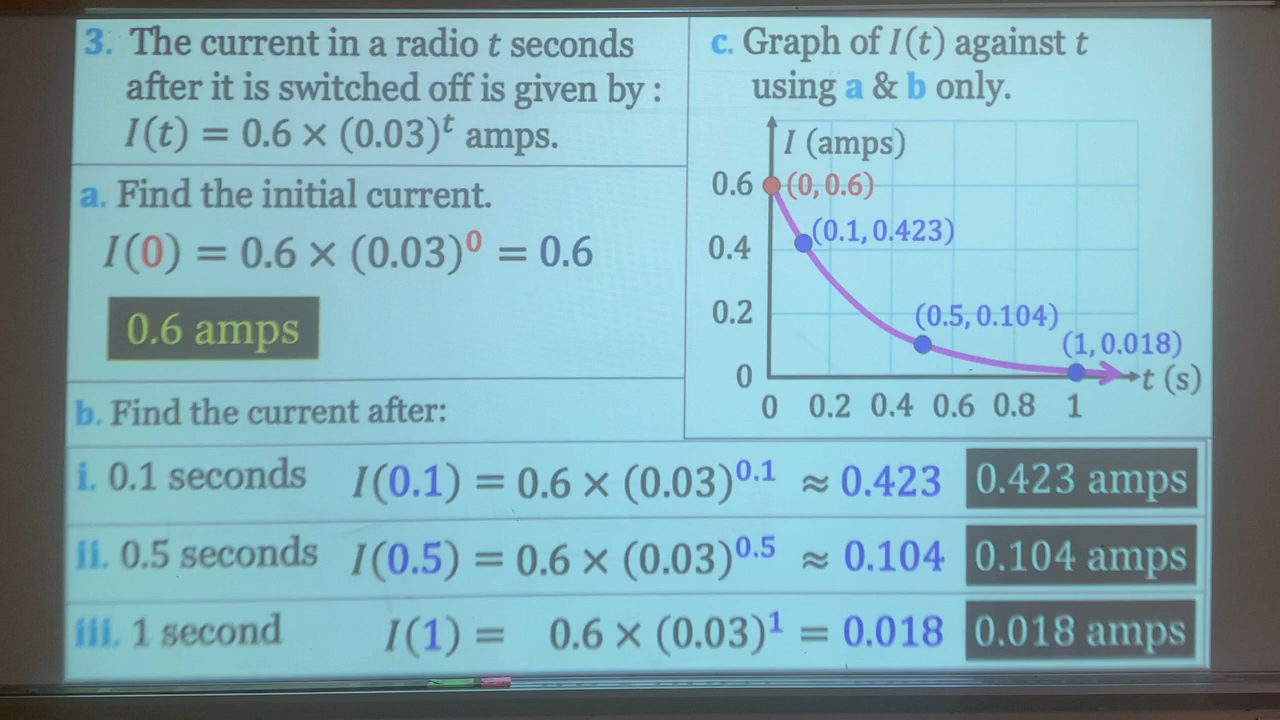 3. The current in a radio t seconds
after it is switched off is given by :
I(t) = 0.6 × (0.03)^t amps.
a. Find the initial current.
I(0) = 0.6 × (0.03)^0 = 0.6
0.6 amps
b. Find the current after:
i. 0.1 seconds I(0.1) = 0.6 × (0.03)^0.1 ≈ 0.423 0.423 amps
ii. 0.5 seconds I(0.5) = 0.6 × (0.03)^0.5 ≈ 0.104 0.104 amps
iii. 1 second I(1) = 0.6 × (0.03)^1 = 0.018 0.018 amps
c. Graph of I(t) against t
using a & b only.
I (amps)
0.6 (0, 0.6)
(0.1, 0.423)
0.4
0.2 (0.5, 0.104)
(1, 0.018)
0 t (s)
0 0.2 0.4 0.6 0.8 1